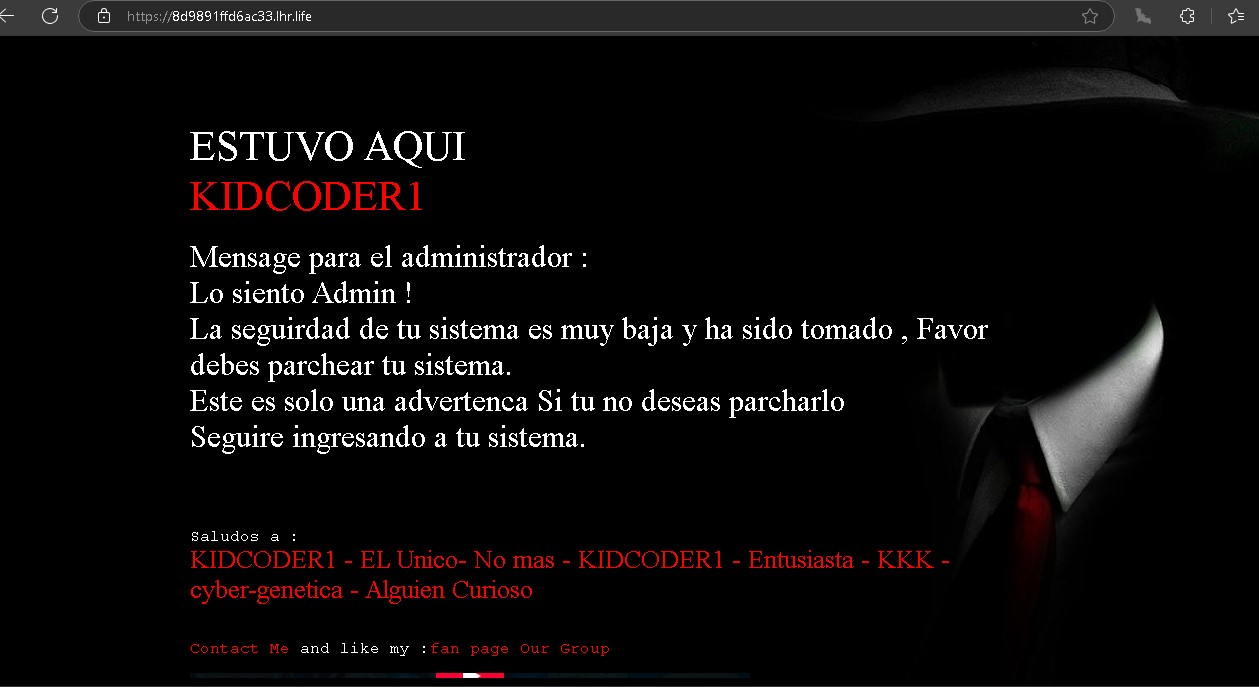 https://8d9891ffd6ac33.lhr.life
ESTUVO AQUI
KIDCODER1
Mensage para el administrador :
Lo siento Admin !
La seguirdad de tu sistema es muy baja y ha sido tomado , Favor
debes parchear tu sistema.
Este es solo una advertenca Si tu no deseas parcharlo
Seguire ingresando a tu sistema.
Saludos a :
KIDCODER1 - EL Unico- No mas - KIDCODER1 - Entusiasta - KKK -
cyber-genetica - Alguien Curioso
Contact Me and like my :fan page Our Group